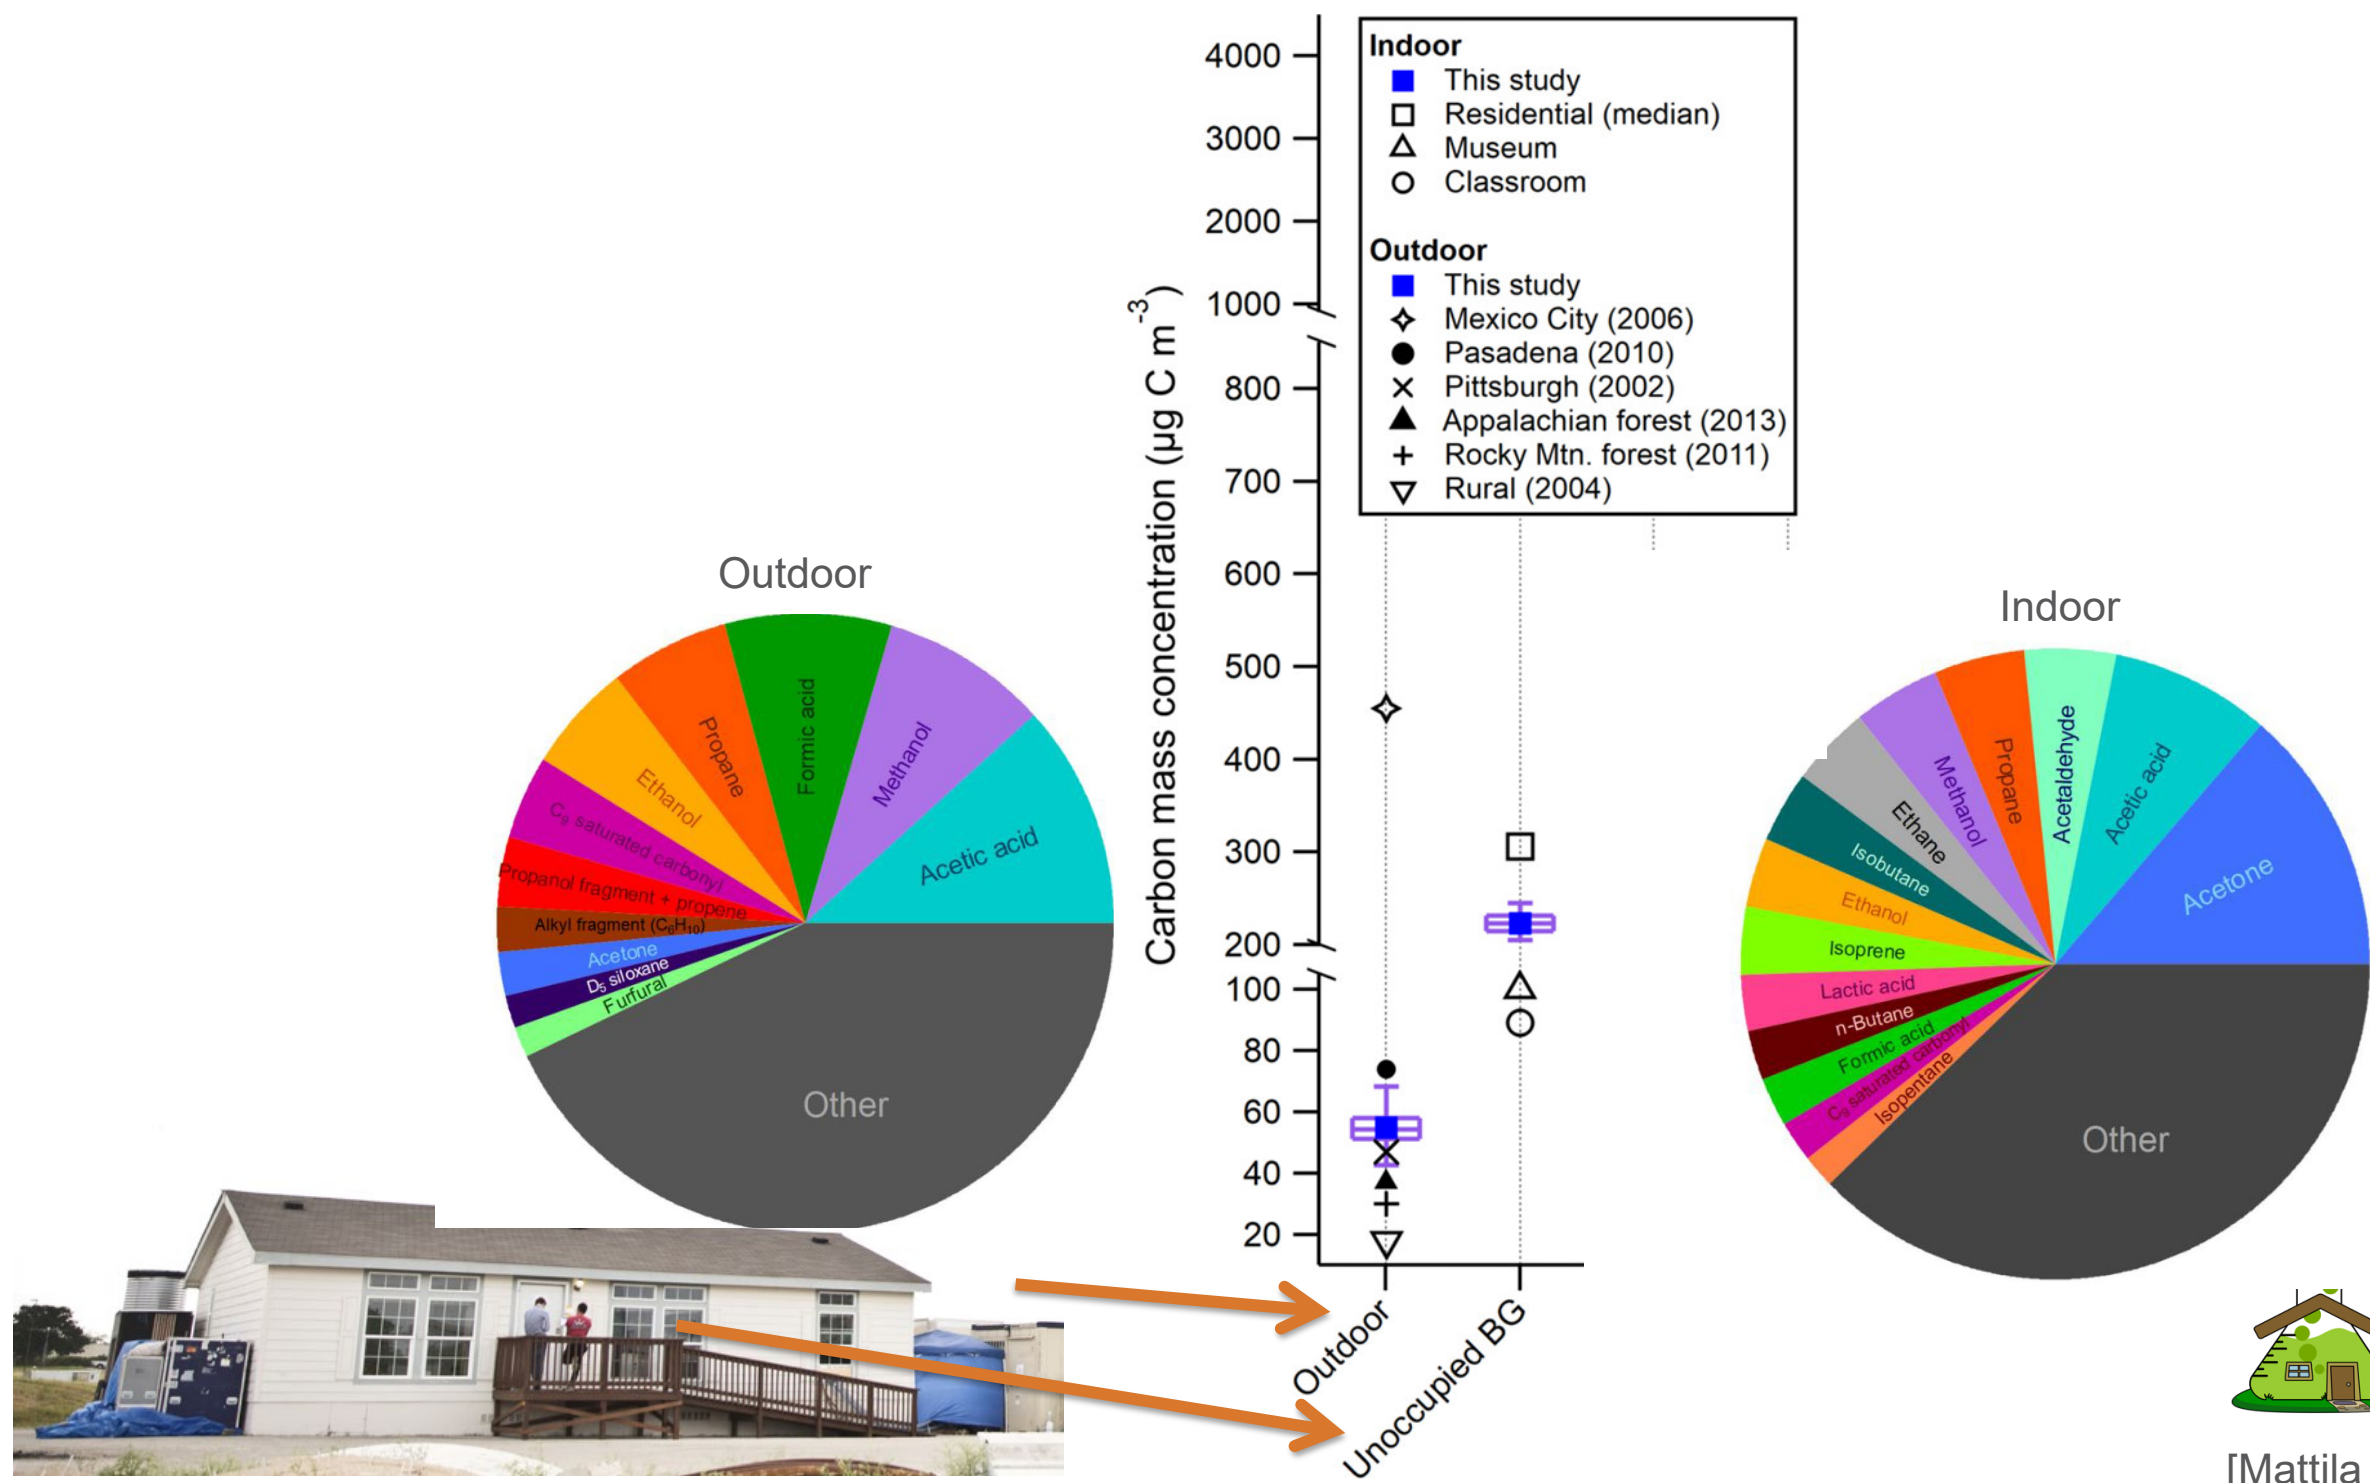 4000
3000
2000
1000
800
700
600
500
400
300
200
100
80
60
40
20
Carbon mass concentration (µg C m⁻³)
Indoor
This study
Residential (median)
Museum
Classroom
Outdoor
This study
Mexico City (2006)
Pasadena (2010)
Pittsburgh (2002)
Appalachian forest (2013)
Rocky Mtn. forest (2011)
Rural (2004)
Outdoor
Unoccupied BG
Outdoor
Formic acid
Methanol
Propane
Ethanol
Acetic acid
C₉ saturated carbonyl
Propanol fragment + propene
Alkyl fragment (C₆H₁₀)
Acetone
D₅ siloxane
Furfural
Other
Indoor
Acetaldehyde
Acetic acid
Propane
Methanol
Ethane
Acetone
Isobutane
Ethanol
Isoprene
Lactic acid
n-Butane
Formic acid
C₉ saturated carbonyl
Isopentane
Other
[Mattila